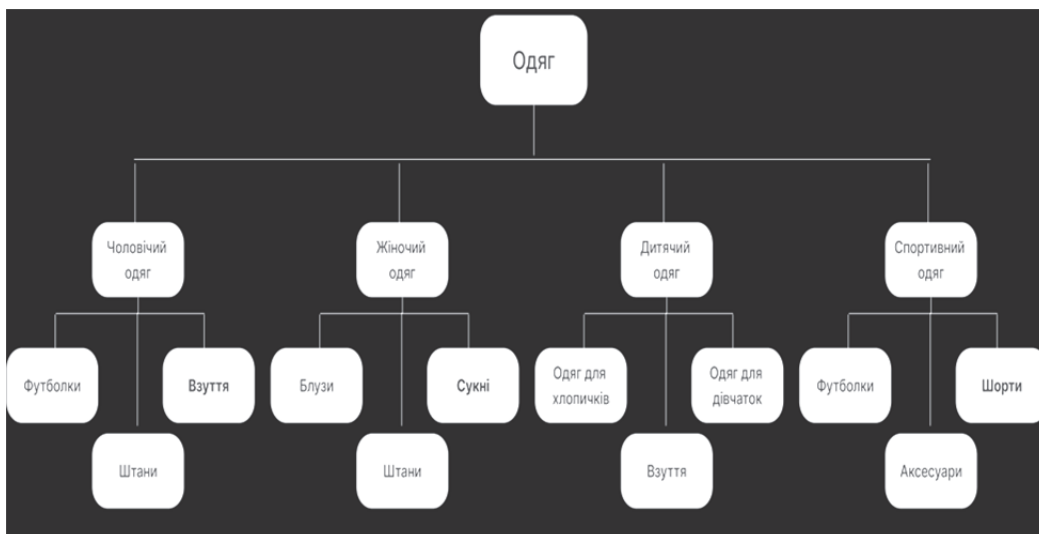 Одяг
Чоловічий
одяг
Жіночий
одяг
Дитячий
одяг
Спортивний
одяг
Футболки
Взуття
Штани
Блузи
Сукні
Штани
Одяг для
хлопичків
Одяг для
дівчаток
Взуття
Футболки
Шорти
Аксесуари